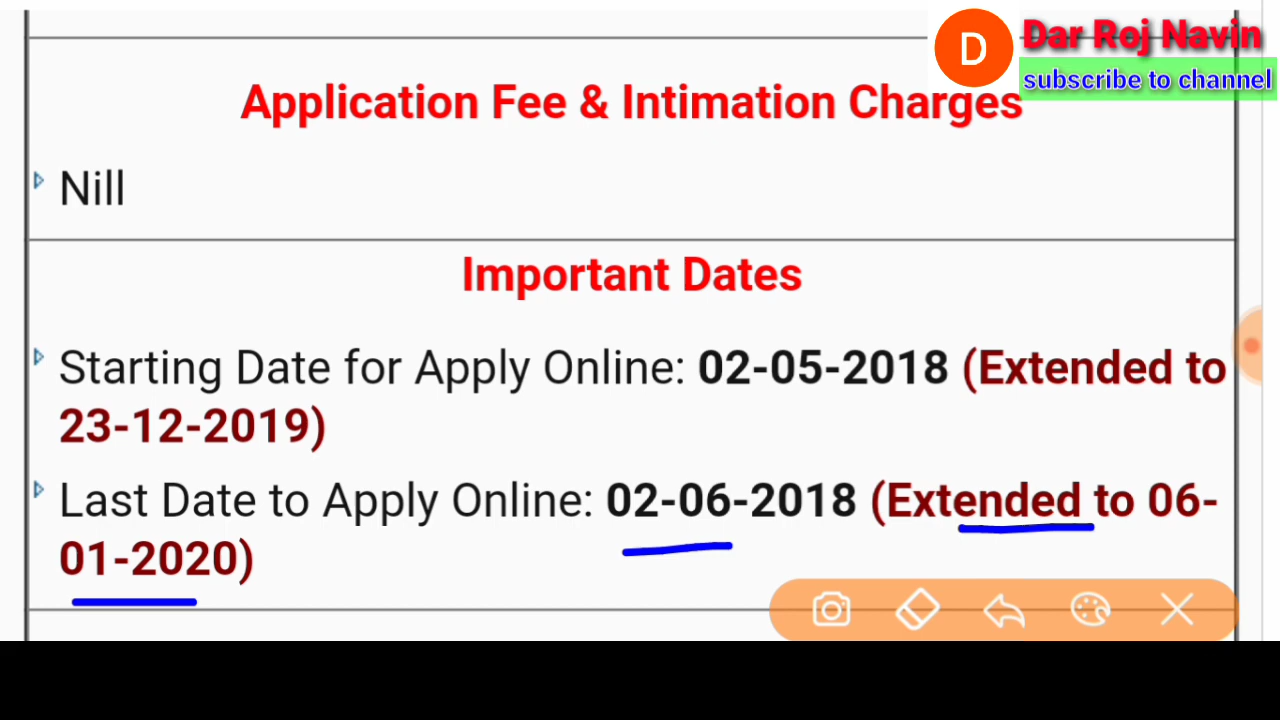 D
Dar Roj Navin
subscribe to channel
Application Fee & Intimation Charges
Nill
Important Dates
Starting Date for Apply Online: 02-05-2018 (Extended to
23-12-2019)
Last Date to Apply Online: 02-06-2018 (Extended to 06-
01-2020)